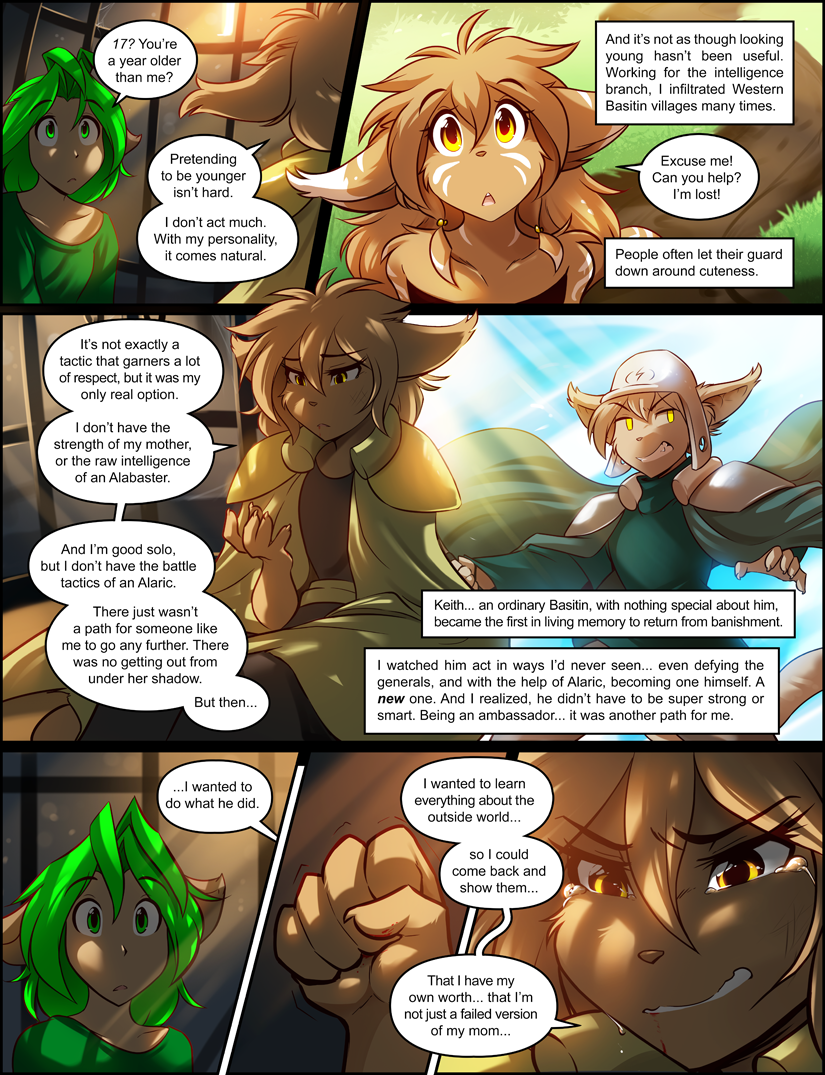 17? You're
a year older
than me?
Pretending
to be younger
isn't hard.
I don't act much.
With my personality,
it comes natural.
And it's not as though looking
young hasn't been useful.
Working for the intelligence
branch, I infiltrated Western
Basitin villages many times.
Excuse me!
Can you help?
I'm lost!
People often let their guard
down around cuteness.
It's not exactly a
tactic that garners a lot
of respect, but it was my
only real option.
I don't have the
strength of my mother,
or the raw intelligence
of an Alabaster.
And I'm good solo,
but I don't have the battle
tactics of an Alaric.
There just wasn't
a path for someone like
me to go any further. There
was no getting out from
under her shadow.
But then...
Keith... an ordinary Basitin, with nothing special about him,
became the first in living memory to return from banishment.
I watched him act in ways I'd never seen... even defying the
generals, and with the help of Alaric, becoming one himself. A
new one. And I realized, he didn't have to be super strong or
smart. Being an ambassador... it was another path for me.
...I wanted to
do what he did.
I wanted to learn
everything about the
outside world...
so I could
come back and
show them...
That I have my
own worth... that I'm
not just a failed version
of my mom...